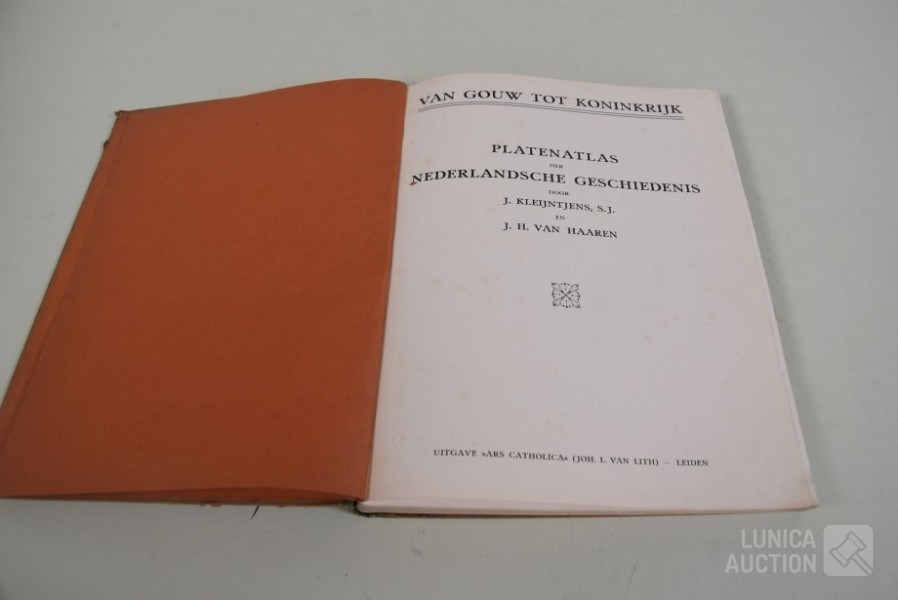 VAN GOUW TOT KONINKRIJK
PLATENATLAS
DER
NEDERLANDSCHE GESCHIEDENIS
DOOR
J. KLEIJNTJENS, S.J.
EN
J. H. VAN HAAREN
UITGAVE »ARS CATHOLICA« (JOH. L. VAN LITH) – LEIDEN
LUNICA
AUCTION